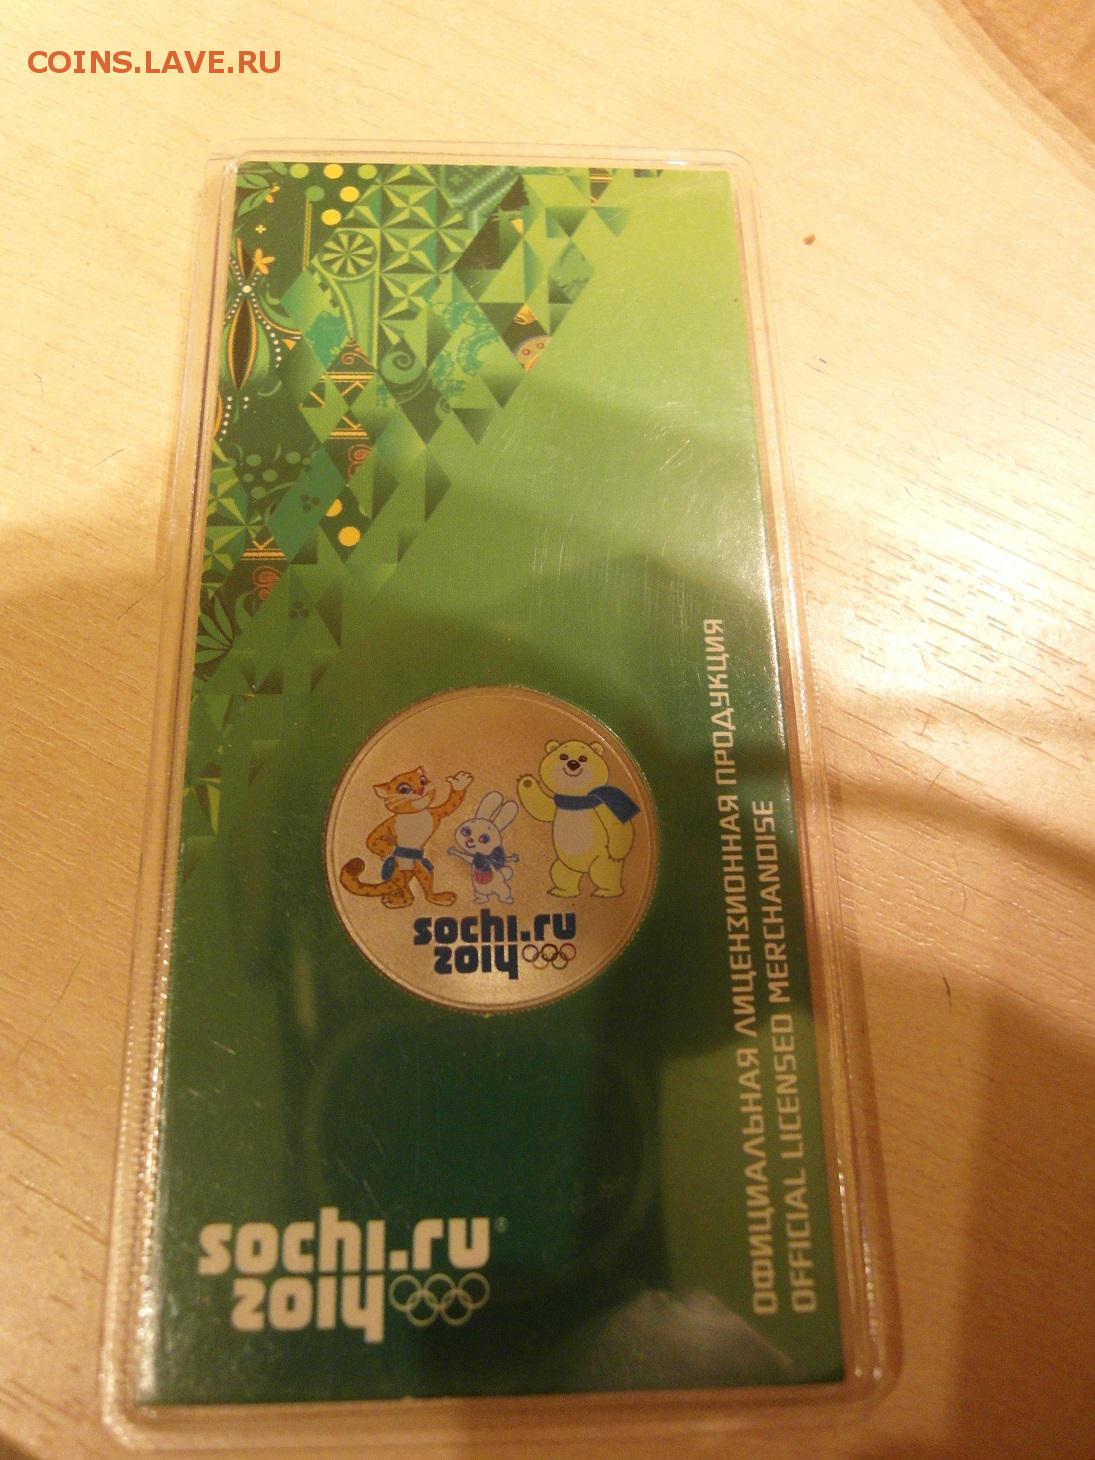 COINS.LAVE.RU
sochi.ru
2014
sochi.ru®
2014
ОФИЦИАЛЬНАЯ ЛИЦЕНЗИОННАЯ ПРОДУКЦИЯ
OFFICIAL LICENSED MERCHANDISE